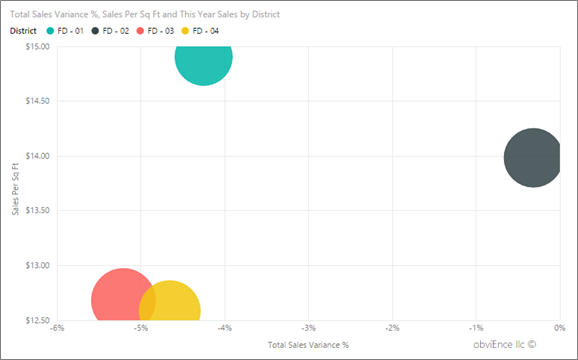 Total Sales Variance %, Sales Per Sq Ft and This Year Sales by District
District FD - 01 FD - 02 FD - 03 FD - 04
$15.00
$14.50
$14.00
$13.50
$13.00
$12.50
Sales Per Sq Ft
-6% -5% -4% -3% -2% -1% 0%
Total Sales Variance %
obviEnce llc ©